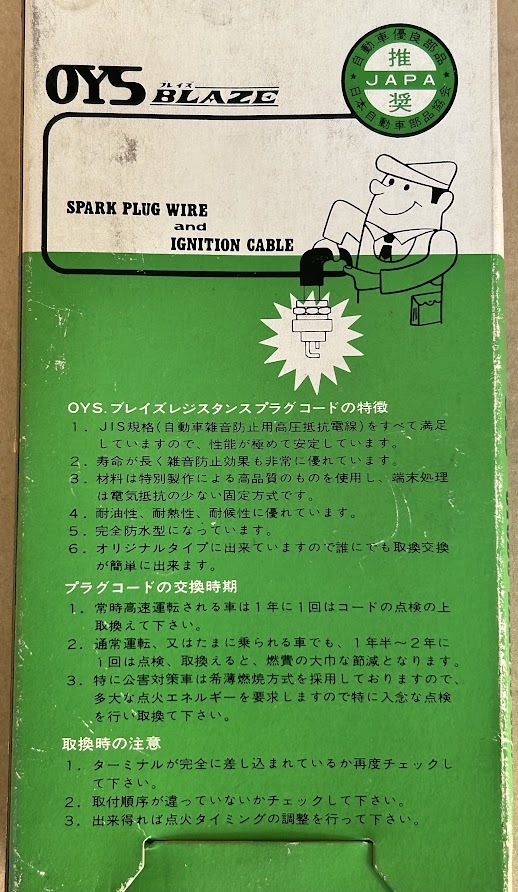 自動車優良部品
推
JAPA
奨
日本自動車部品協会
OYS ブレイズ
BLAZE
SPARK PLUG WIRE
and
IGNITION CABLE
OYS.ブレイズレジスタンスプラグコードの特徴
1. JIS規格(自動車雑音防止用高圧抵抗電線)をすべて満足
していますので、性能が極めて安定しています。
2. 寿命が長く雑音防止効果も非常に優れています。
3. 材料は特別製作による高品質のものを使用し、端末処理
は電気抵抗の少ない固定方式です。
4. 耐油性、耐熱性、耐候性に優れています。
5. 完全防水型になっています。
6. オリジナルタイプに出来ていますので誰にでも取換交換
が簡単に出来ます。
プラグコードの交換時期
1. 常時高速運転される車は1年に1回はコードの点検の上
取換えて下さい。
2. 通常運転、又はたまに乗られる車でも、1年半〜2年に
1回は点検、取換えると、燃費の大巾な節減となります。
3. 特に公害対策車は希薄燃焼方式を採用しておりますので、
多大な点火エネルギーを要求しますので特に入念な点検
を行い取換て下さい。
取換時の注意
1. ターミナルが完全に差し込まれているか再度チェックし
て下さい。
2. 取付順序が違っていないかチェックして下さい。
3. 出来得れば点火タイミングの調整を行って下さい。